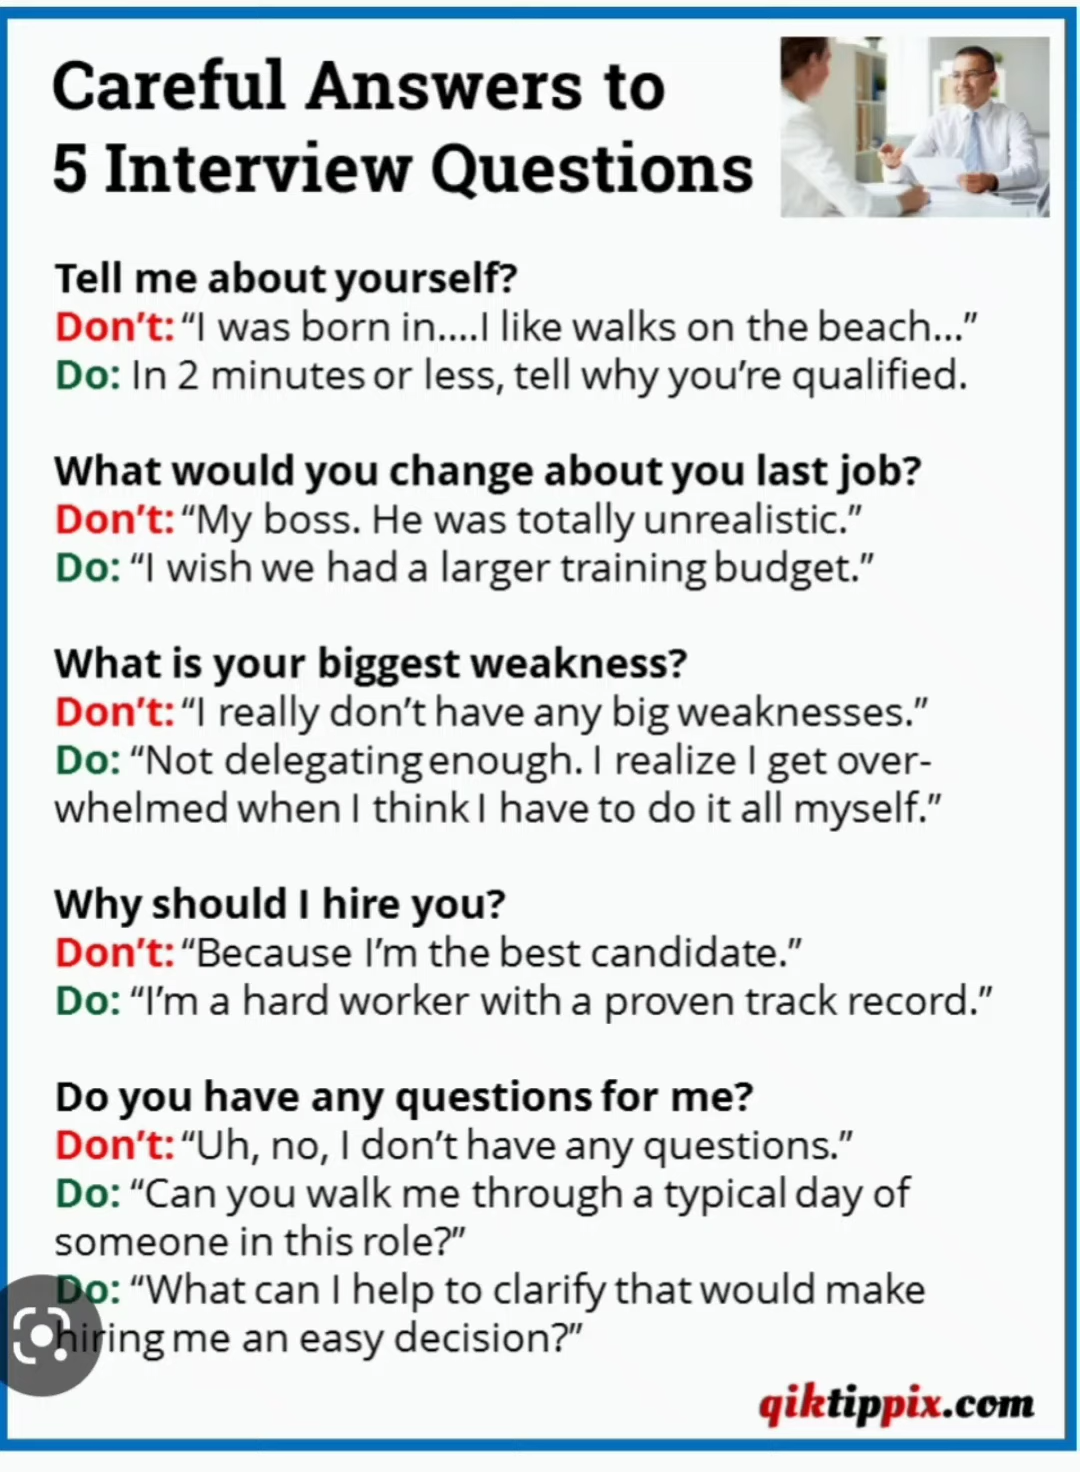 Careful Answers to
5 Interview Questions
Tell me about yourself?
Don't: “I was born in....I like walks on the beach...”
Do: In 2 minutes or less, tell why you're qualified.
What would you change about you last job?
Don't: “My boss. He was totally unrealistic.”
Do: “I wish we had a larger training budget.”
What is your biggest weakness?
Don't: “I really don't have any big weaknesses.”
Do: “Not delegating enough. I realize I get over-
whelmed when I think I have to do it all myself.”
Why should I hire you?
Don't: “Because I'm the best candidate.”
Do: “I'm a hard worker with a proven track record.”
Do you have any questions for me?
Don't: “Uh, no, I don't have any questions.”
Do: “Can you walk me through a typical day of
someone in this role?”
Do: “What can I help to clarify that would make
hiring me an easy decision?”
qiktippix.com